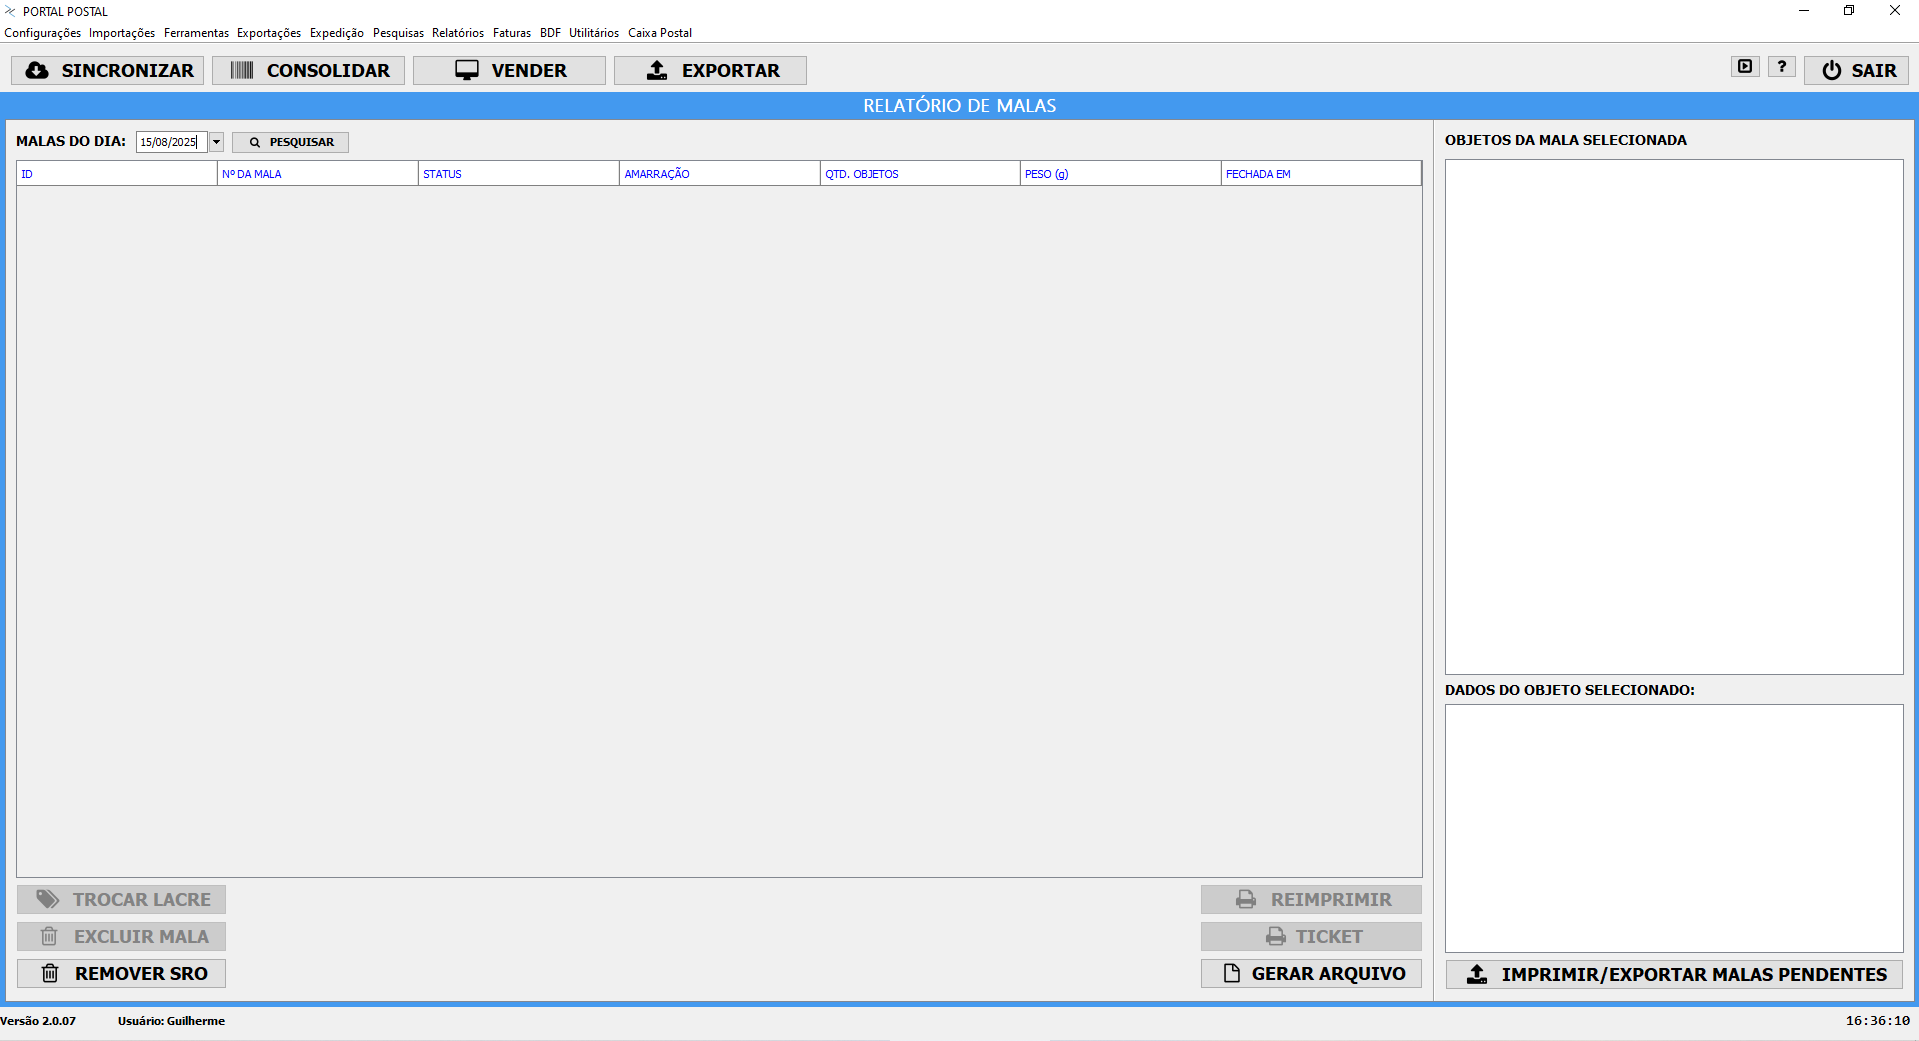 PORTAL POSTAL
Configurações Importações Ferramentas Exportações Expedição Pesquisas Relatórios Faturas BDF Utilitários Caixa Postal
SINCRONIZAR CONSOLIDAR VENDER EXPORTAR ? SAIR
RELATÓRIO DE MALAS
MALAS DO DIA: 15/08/2025 PESQUISAR
ID Nº DA MALA STATUS AMARRAÇÃO QTD. OBJETOS PESO (g) FECHADA EM
OBJETOS DA MALA SELECIONADA
DADOS DO OBJETO SELECIONADO:
TROCAR LACRE REIMPRIMIR
EXCLUIR MALA TICKET
REMOVER SRO GERAR ARQUIVO
IMPRIMIR/EXPORTAR MALAS PENDENTES
Versão 2.0.07 Usuário: Guilherme 16:36:10